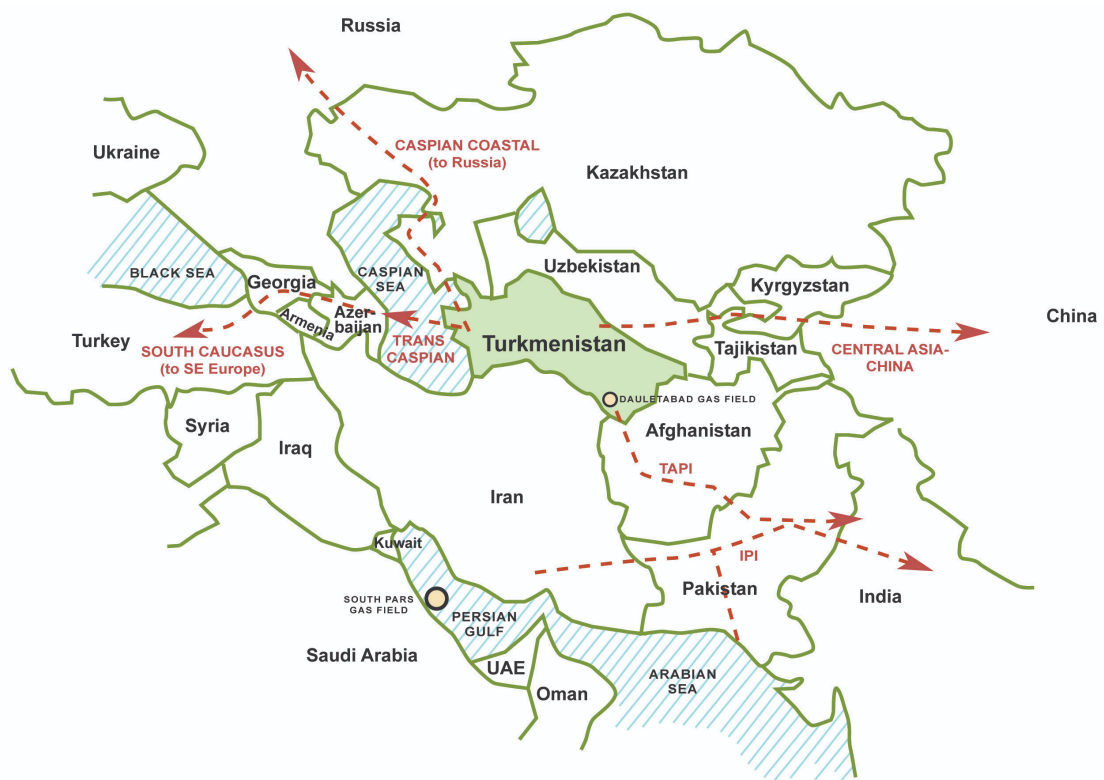 Russia
Ukraine
CASPIAN COASTAL
(to Russia)
Kazakhstan
BLACK SEA
Georgia
CASPIAN
SEA
Uzbekistan
Kyrgyzstan
Armenia
Azer-
baijan
Turkey
SOUTH CAUCASUS
(to SE Europe)
TRANS
CASPIAN
Turkmenistan
Tajikistan
China
CENTRAL ASIA-
CHINA
DAULETABAD GAS FIELD
Syria
Iraq
Afghanistan
TAPI
Iran
Kuwait
IPI
Pakistan
India
SOUTH PARS
GAS FIELD
PERSIAN
GULF
Saudi Arabia
UAE
Oman
ARABIAN
SEA